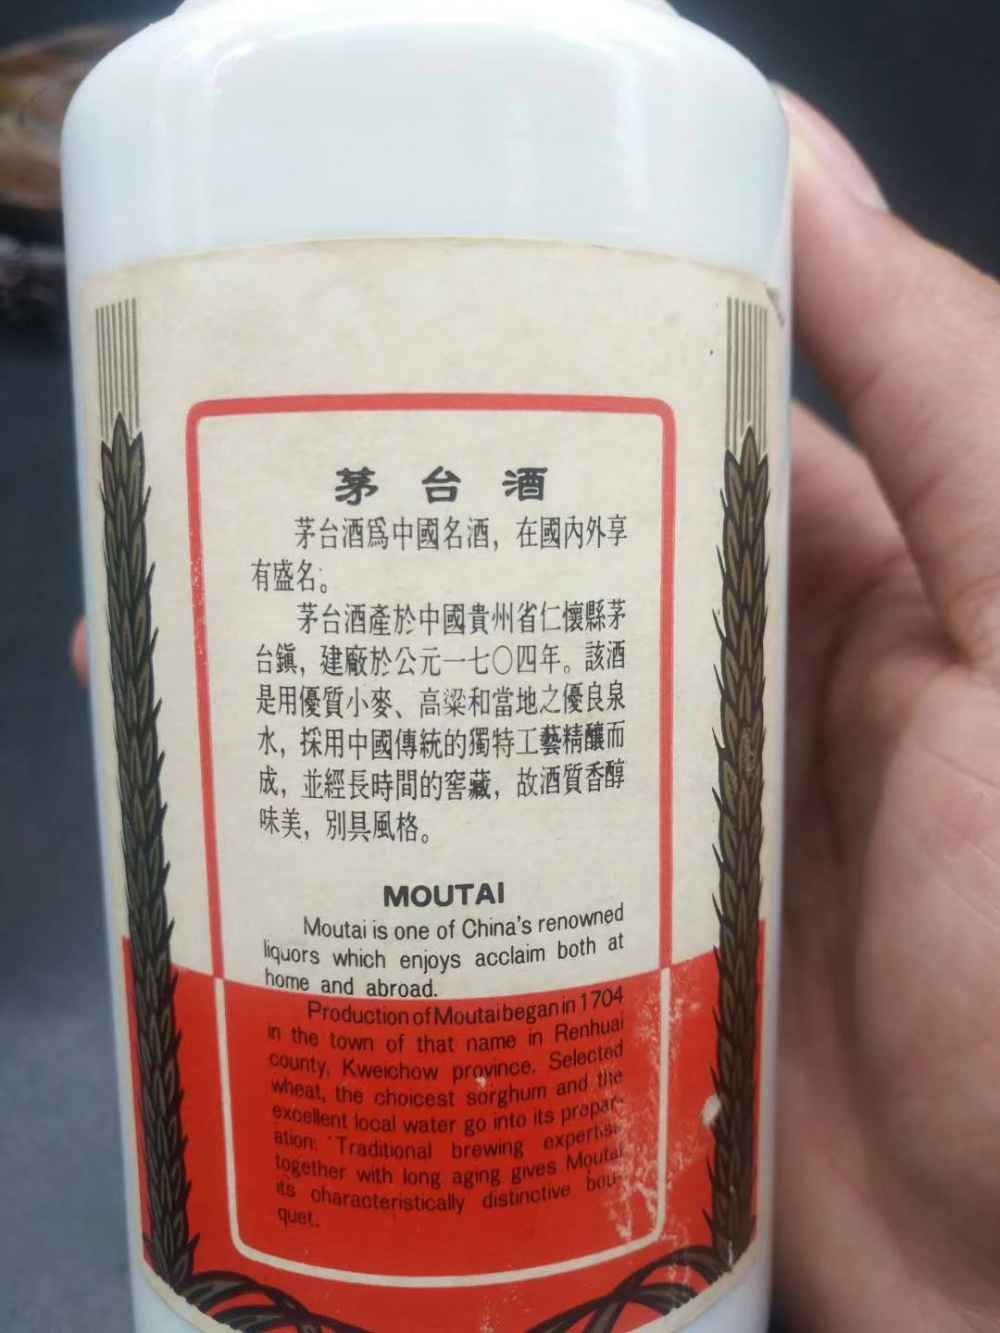 茅台酒
茅台酒爲中國名酒，在國內外享
有盛名。
茅台酒產於中國貴州省仁懷縣茅
台鎮，建廠於公元一七〇四年。該酒
是用優質小麥、高粱和當地之優良泉
水，採用中國傳統的獨特工藝精釀而
成，並經長時間的窖藏，故酒質香醇
味美，別具風格。
MOUTAI
Moutai is one of China's renowned
liquors which enjoys acclaim both at
home and abroad.
Production of Moutai began in 1704
in the town of that name in Renhuai
county, Kweichow province. Selected
wheat, the choicest sorghum and the
excellent local water go into its prepar-
ation. Traditional brewing expertise
together with long aging gives Moutai
its characteristically distinctive bou-
quet.